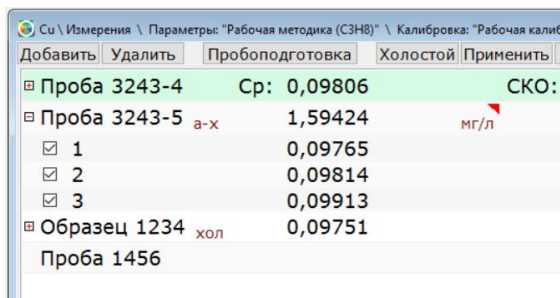 Cu \ Измерения \ Параметры: "Рабочая методика (C3H8)" \ Калибровка: "Рабочая кали
Добавить Удалить Пробоподготовка Холостой Применить
Проба 3243-4 Ср: 0,09806 СКО:
Проба 3243-5 а-х 1,59424 мг/л
1 0,09765
2 0,09814
3 0,09913
Образец 1234 хол 0,09751
Проба 1456